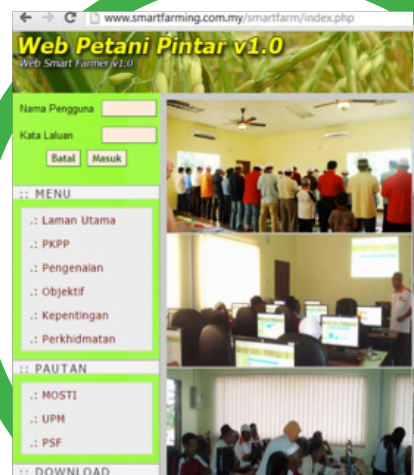 www.smartfarming.com.my/smartfarm/index.php
Web Petani Pintar v1.0
Web Smart Farmer v1.0
Nama Pengguna
Kata Laluan
Batal Masuk
:: MENU
.: Laman Utama
.: PKPP
.: Pengenalan
.: Objektif
.: Kepentingan
.: Perkhidmatan
:: PAUTAN
.: MOSTI
.: UPM
.: PSF
:: DOWNLOAD